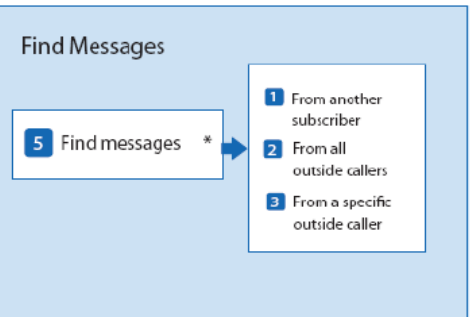 Find Messages
5 Find messages *
1 From another
subscriber
2 From all
outside callers
3 From a specific
outside caller